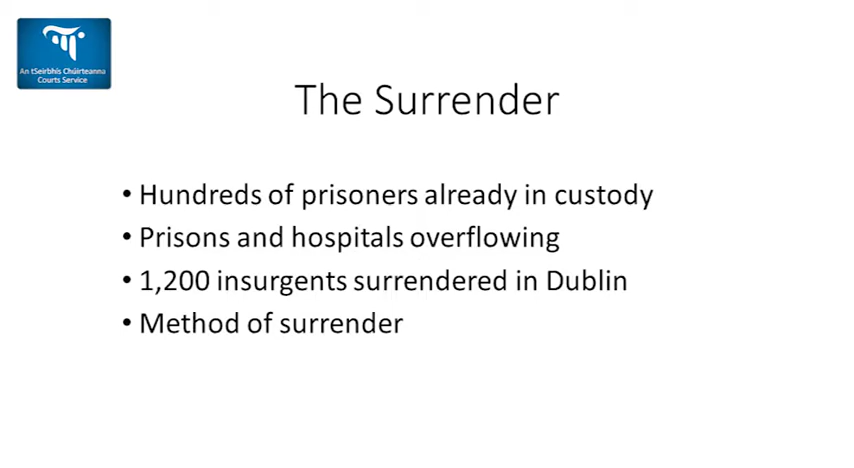 An tSeirbhís Chúirteanna
Courts Service
The Surrender
• Hundreds of prisoners already in custody
• Prisons and hospitals overflowing
• 1,200 insurgents surrendered in Dublin
• Method of surrender